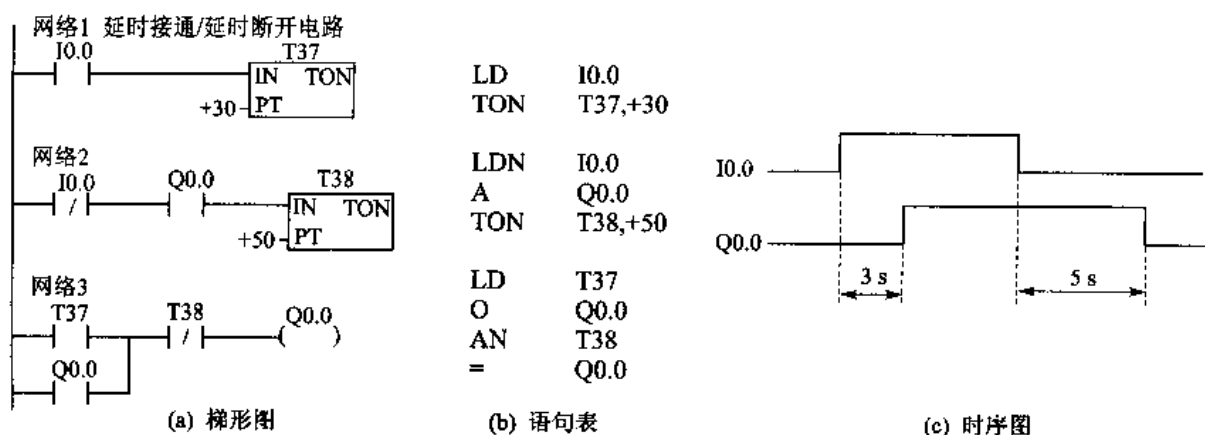 网络1 延时接通/延时断开电路
I0.0
T37
IN TON
+30 PT
网络2
I0.0
Q0.0
T38
IN TON
+50 PT
网络3
T37
T38
Q0.0
Q0.0
(a) 梯形图
LD I0.0
TON T37,+30
LDN I0.0
A Q0.0
TON T38,+50
LD T37
O Q0.0
AN T38
= Q0.0
(b) 语句表
I0.0
Q0.0
3 s
5 s
(c) 时序图